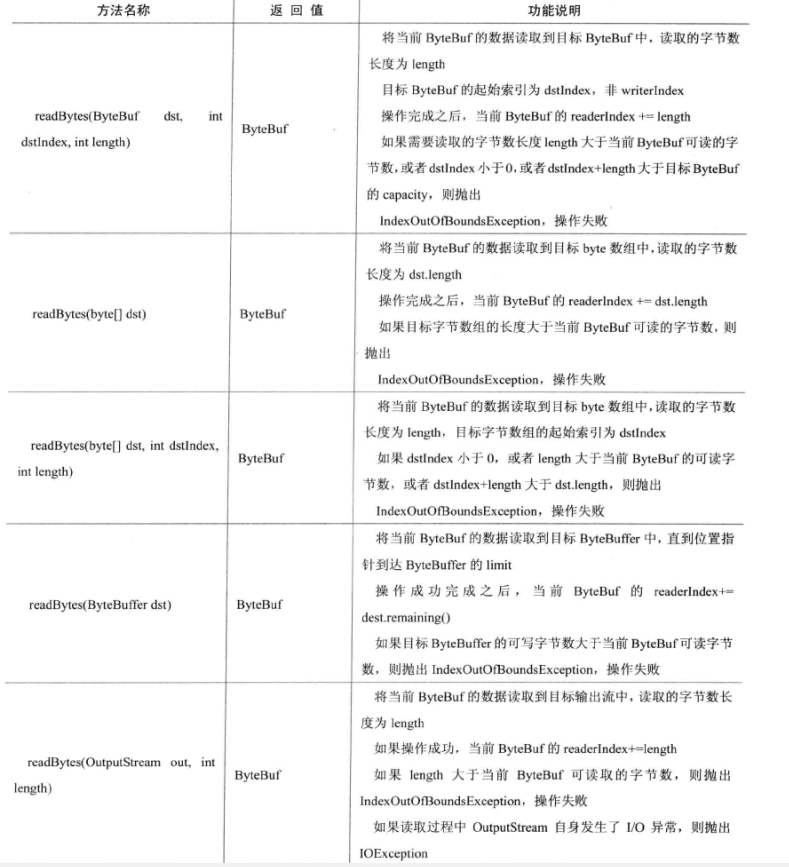 方法名称 返 回 值 功能说明
readBytes(ByteBuf dst, int
dstIndex, int length)
ByteBuf
将当前 ByteBuf 的数据读取到目标 ByteBuf 中，读取的字节数
长度为 length
目标 ByteBuf 的起始索引为 dstIndex，非 writerIndex
操作完成之后，当前 ByteBuf 的 readerIndex += length
如果需要读取的字节数长度 length 大于当前 ByteBuf 可读的字
节数，或者 dstIndex 小于0，或者 dstIndex+length 大于目标 ByteBuf
的 capacity，则抛出
IndexOutOfBoundsException，操作失败
readBytes(byte[] dst)
ByteBuf
将当前 ByteBuf 的数据读取到目标 byte 数组中，读取的字节数
长度为 dst.length
操作完成之后，当前 ByteBuf 的 readerIndex += dst.length
如果目标字节数组的长度大于当前 ByteBuf 可读的字节数，则
抛出
IndexOutOfBoundsException，操作失败
readBytes(byte[] dst, int dstIndex,
int length)
ByteBuf
将当前 ByteBuf 的数据读取到目标 byte 数组中，读取的字节数
长度为 length，目标字节数组的起始索引为 dstIndex
如果 dstIndex 小于 0，或者 length 大于当前 ByteBuf 的可读字
节数，或者 dstIndex+length 大于 dst.length，则抛出
IndexOutOfBoundsException，操作失败
readBytes(ByteBuffer dst)
ByteBuf
将当前 ByteBuf 的数据读取到目标 ByteBuffer 中，直到位置指
针到达 ByteBuffer 的 limit
操作成功完成之后，当前 ByteBuf 的 readerIndex+=
dest.remaining()
如果目标 ByteBuffer 的可写字节数大于当前 ByteBuf 可读字节
数，则抛出 IndexOutOfBoundsException，操作失败
readBytes(OutputStream out, int
length)
ByteBuf
将当前 ByteBuf 的数据读取到目标输出流中，读取的字节数长
度为 length
如果操作成功，当前 ByteBuf 的 readerIndex+=length
如果 length 大于当前 ByteBuf 可读取的字节数，则抛出
IndexOutOfBoundsException，操作失败
如果读取过程中 OutputStream 自身发生了 I/O 异常，则抛出
IOException